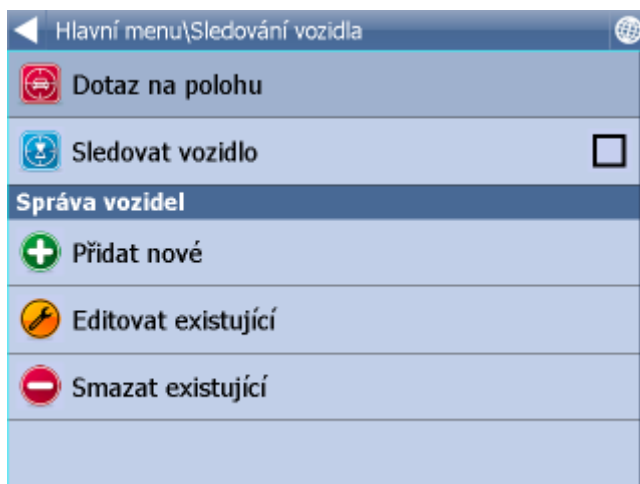 Hlavní menu\Sledování vozidla
Dotaz na polohu
Sledovat vozidlo
Správa vozidel
Přidat nové
Editovat existující
Smazat existující